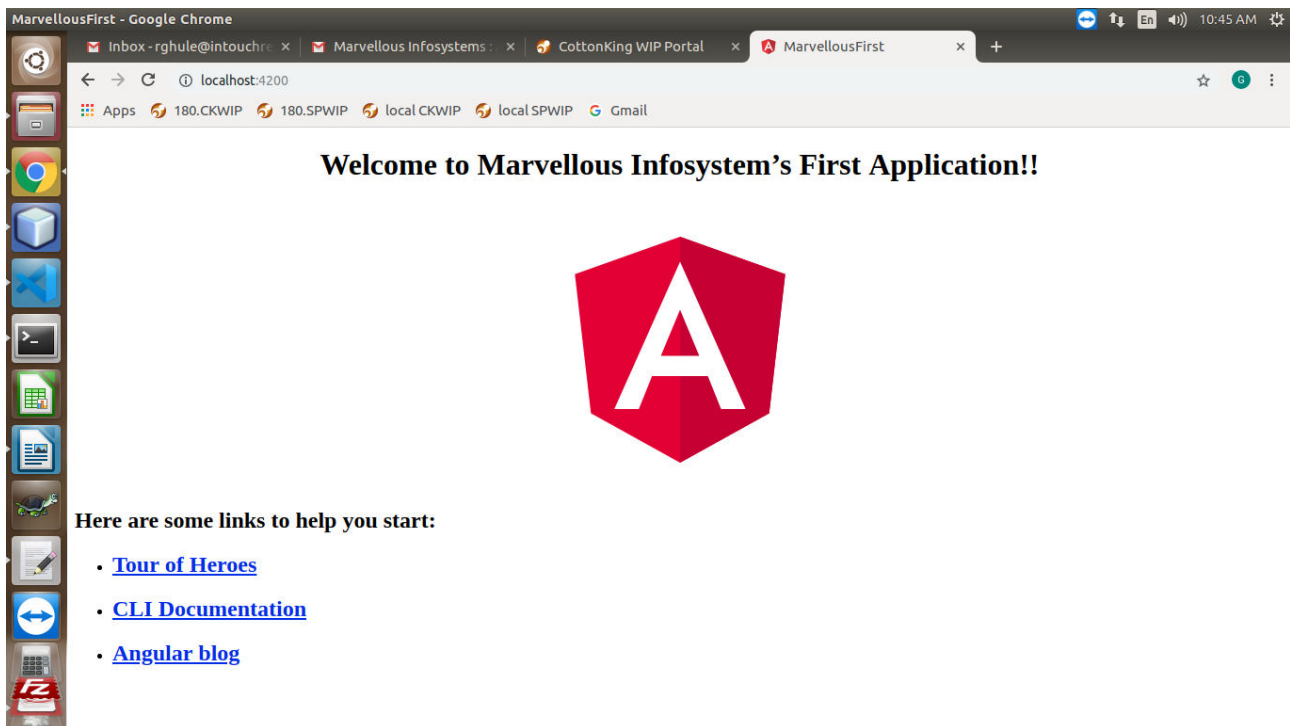 MarvellousFirst - Google Chrome
En
10:45 AM
Inbox - rghule@intouchre
Marvellous Infosystems :
CottonKing WIP Portal
MarvellousFirst
localhost:4200
G
Apps
180.CKWIP
180.SPWIP
local CKWIP
local SPWIP
G
Gmail
Welcome to Marvellous Infosystem’s First Application!!
A
Here are some links to help you start:
• Tour of Heroes
• CLI Documentation
• Angular blog
Fz